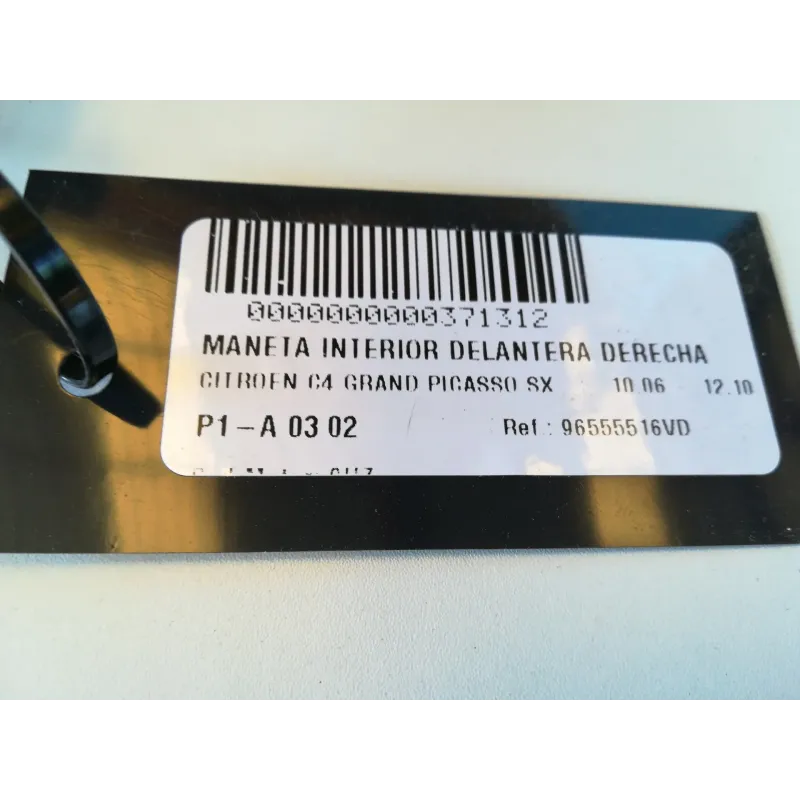 0000000000371312
MANETA INTERIOR DELANTERA DERECHA
CITROEN C4 GRAND PICASSO SX 10.06 12.10
P1-A 03 02 Ref.: 96555516VD